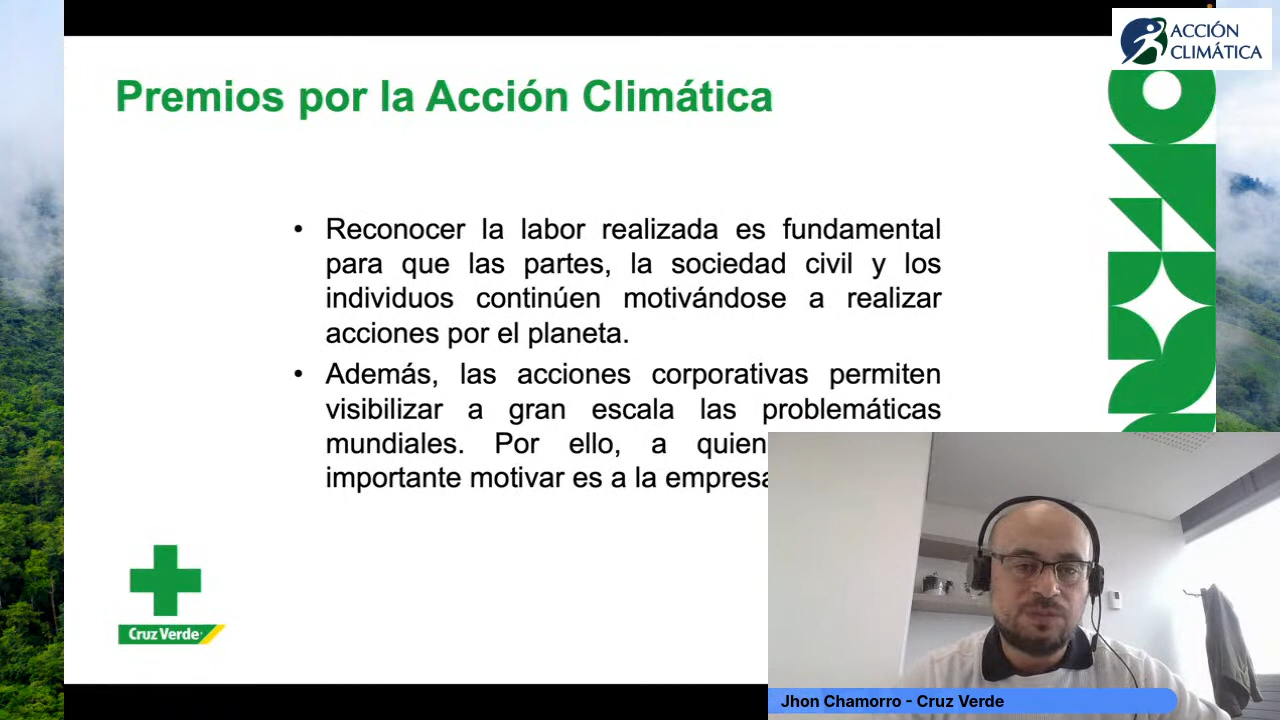 ACCIÓN
CLIMÁTICA
Premios por la Acción Climática
• Reconocer la labor realizada es fundamental
para que las partes, la sociedad civil y los
individuos continúen motivándose a realizar
acciones por el planeta.
• Además, las acciones corporativas permiten
visibilizar a gran escala las problemáticas
mundiales. Por ello, a quien
importante motivar es a la empresa
Cruz Verde
Jhon Chamorro - Cruz Verde